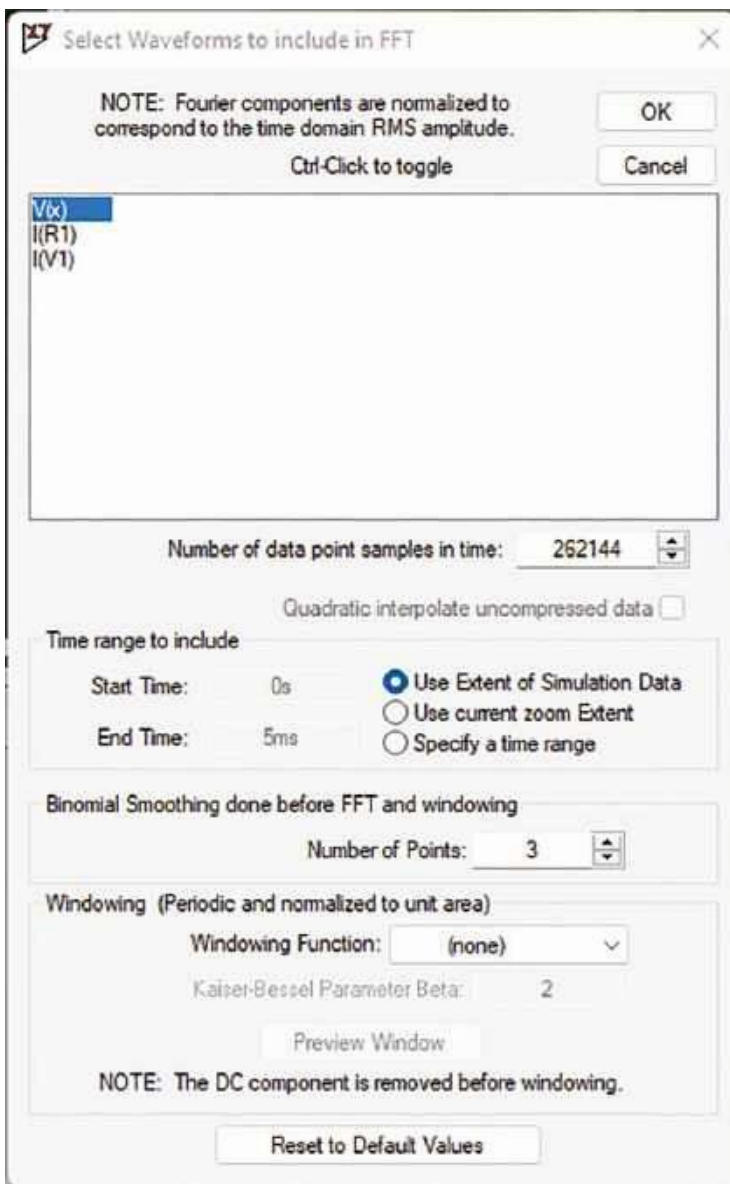 Select Waveforms to include in FFT
NOTE: Fourier components are normalized to
correspond to the time domain RMS amplitude.
OK
Ctrl-Click to toggle
Cancel
V(x)
I(R1)
I(V1)
Number of data point samples in time: 262144
Quadratic interpolate uncompressed data
Time range to include
Start Time: 0s
Use Extent of Simulation Data
Use current zoom Extent
End Time: 5ms
Specify a time range
Binomial Smoothing done before FFT and windowing
Number of Points: 3
Windowing (Periodic and normalized to unit area)
Windowing Function: (none)
Kaiser-Bessel Parameter Beta: 2
Preview Window
NOTE: The DC component is removed before windowing.
Reset to Default Values